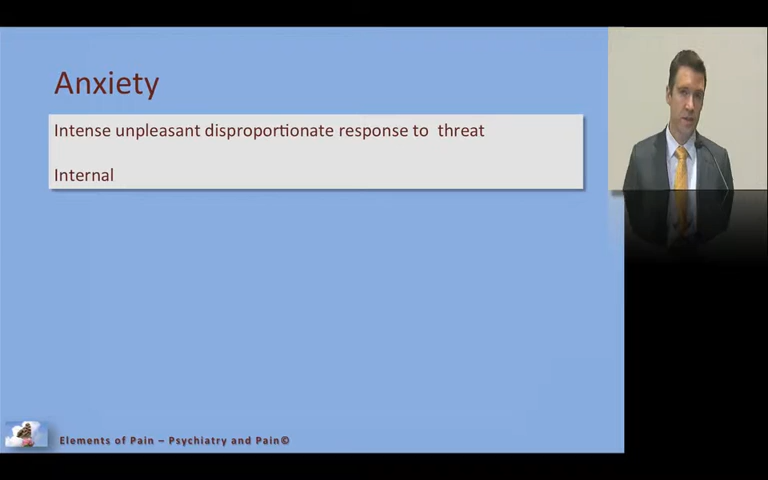 Anxiety
Intense unpleasant disproportionate response to  threat
Internal
Elements of Pain – Psychiatry and Pain©